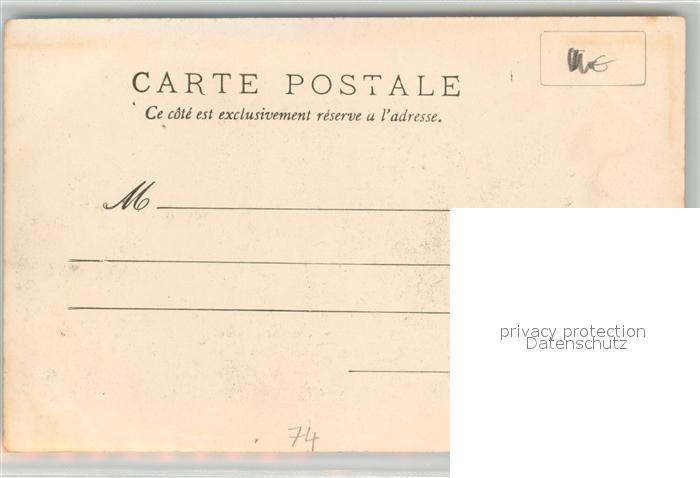 CARTE POSTALE
Ce côté est exclusivement réserve a l'adresse.
M
privacy protection
Datenschutz
74